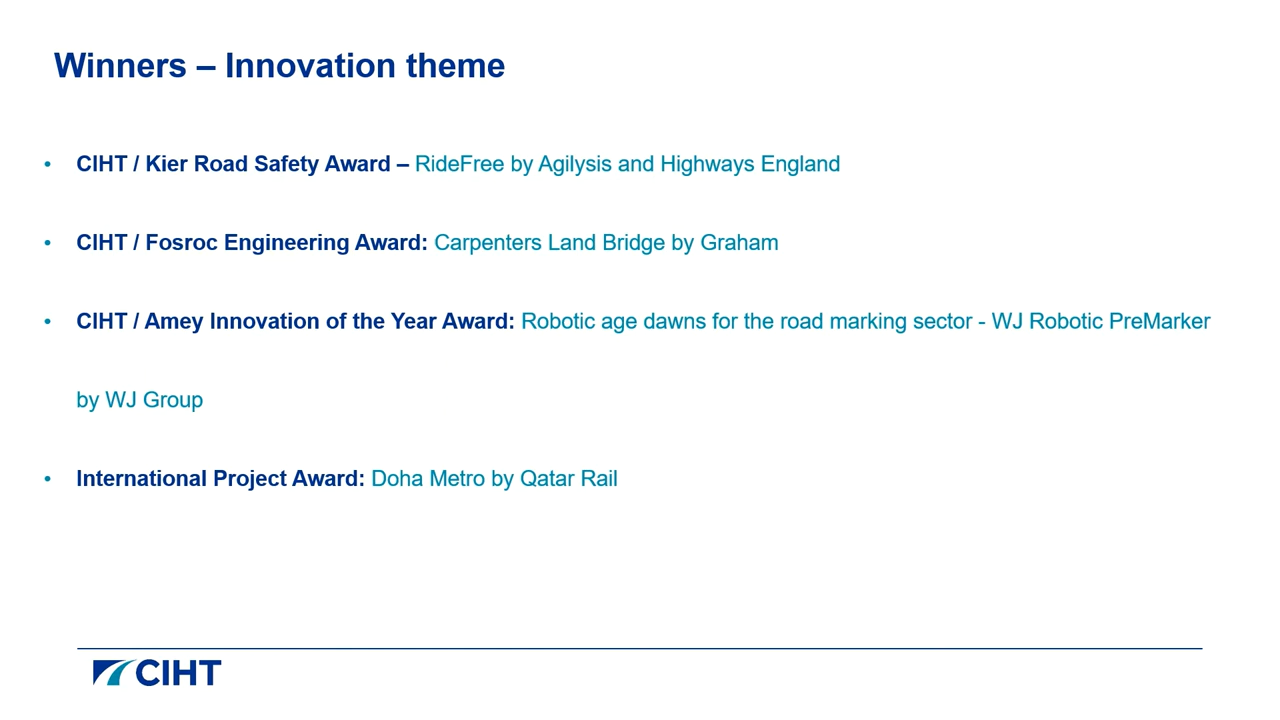 Winners – Innovation theme
• CIHT / Kier Road Safety Award – RideFree by Agilysis and Highways England
• CIHT / Fosroc Engineering Award: Carpenters Land Bridge by Graham
• CIHT / Amey Innovation of the Year Award: Robotic age dawns for the road marking sector - WJ Robotic PreMarker
by WJ Group
• International Project Award: Doha Metro by Qatar Rail
CIHT